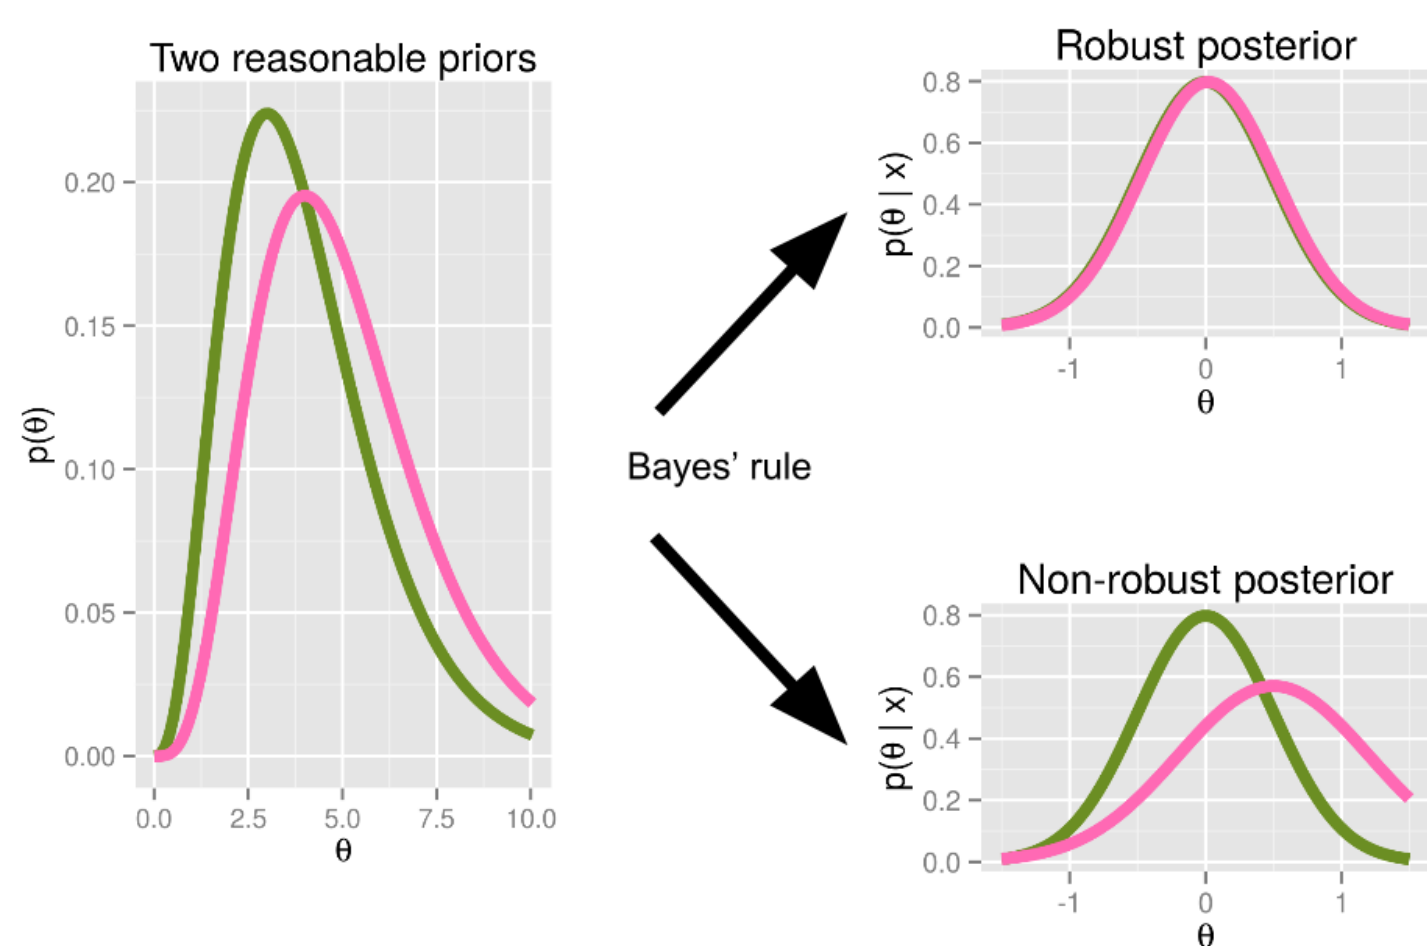 Two reasonable priors
p(θ)
0.20
0.15
0.10
0.05
0.00
0.0 2.5 5.0 7.5 10.0
θ
Bayes’ rule
Robust posterior
p(θ | x)
0.8
0.6
0.4
0.2
0.0
-1 0 1
θ
Non-robust posterior
p(θ | x)
0.8
0.6
0.4
0.2
0.0
-1 0 1
θ